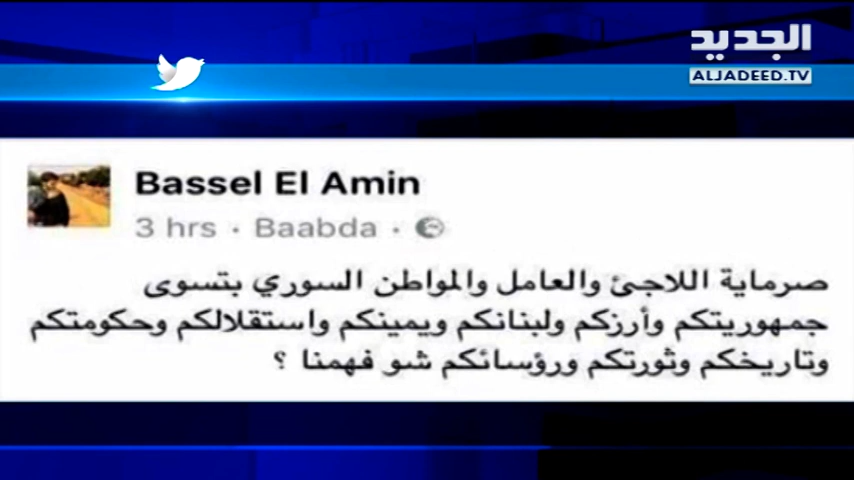 الجديد
ALJADEED.TV
Bassel El Amin
3 hrs · Baabda ·
صرماية اللاجئ والعامل والمواطن السوري بتسوى
جمهوريتكم وأرزكم ولبنانكم ويمينكم واستقلالكم وحكومتكم
وتاريخكم وثورتكم ورؤسائكم شو فهمنا ؟